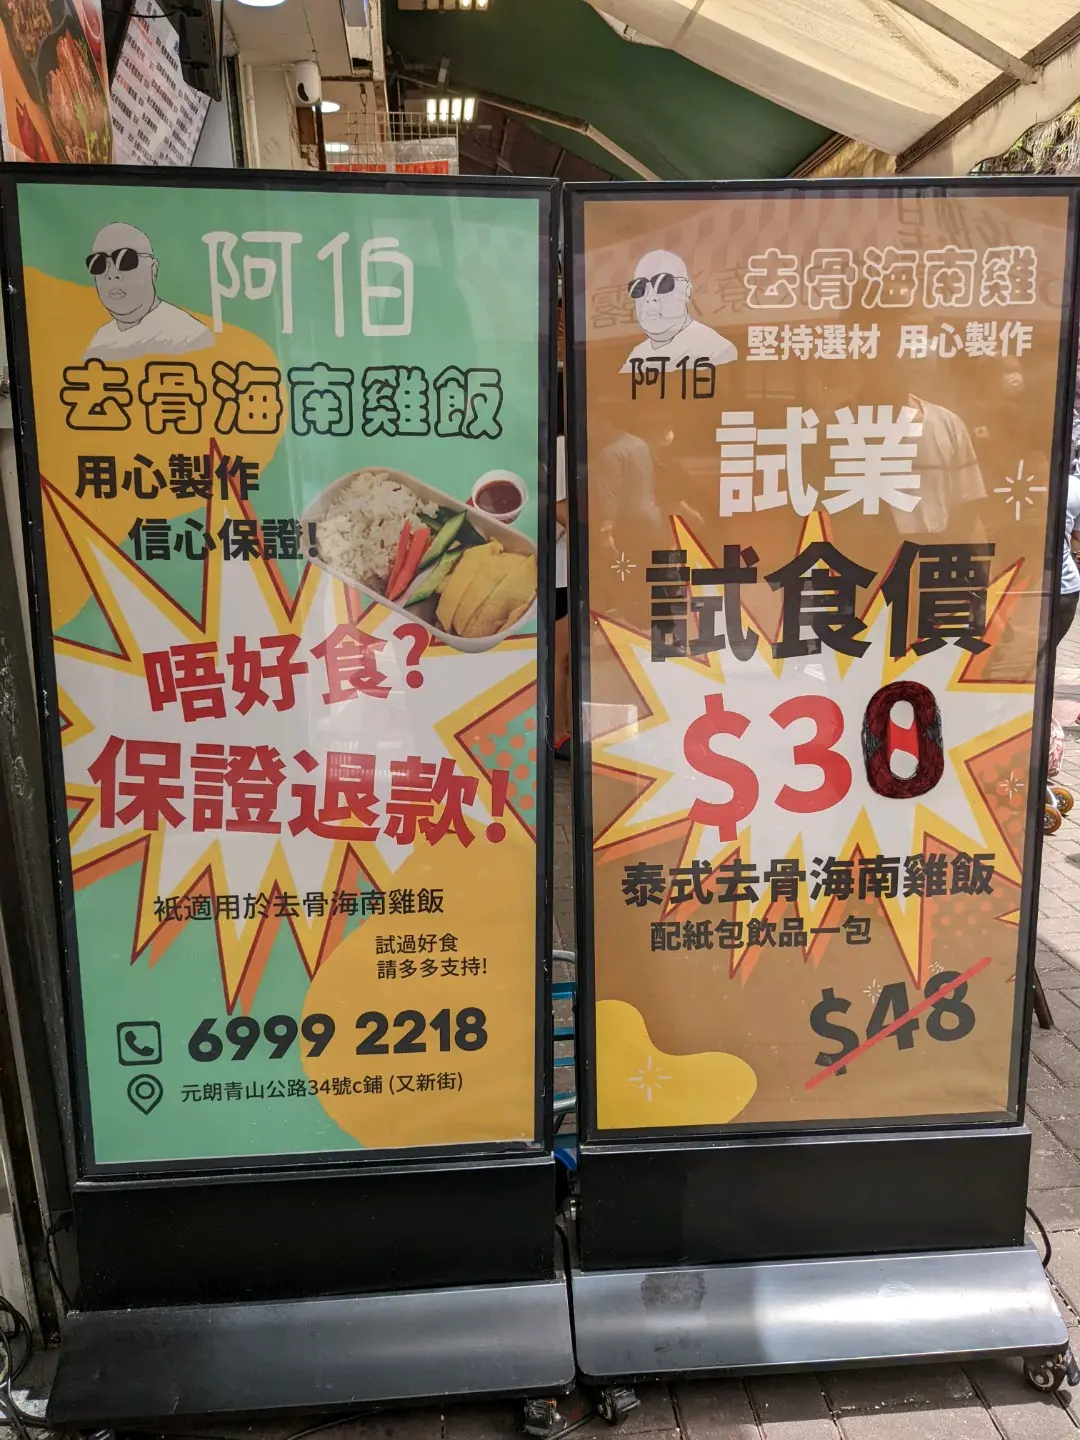 阿伯
去骨海南雞飯
用心製作
信心保證!
唔好食?
保證退款!
祗適用於去骨海南雞飯
試過好食
請多多支持!
6999 2218
元朗青山公路34號c鋪 (又新街)
去骨海南雞
堅持選材 用心製作
阿伯
試業
試食價
$30
泰式去骨海南雞飯
配紙包飲品一包
$48